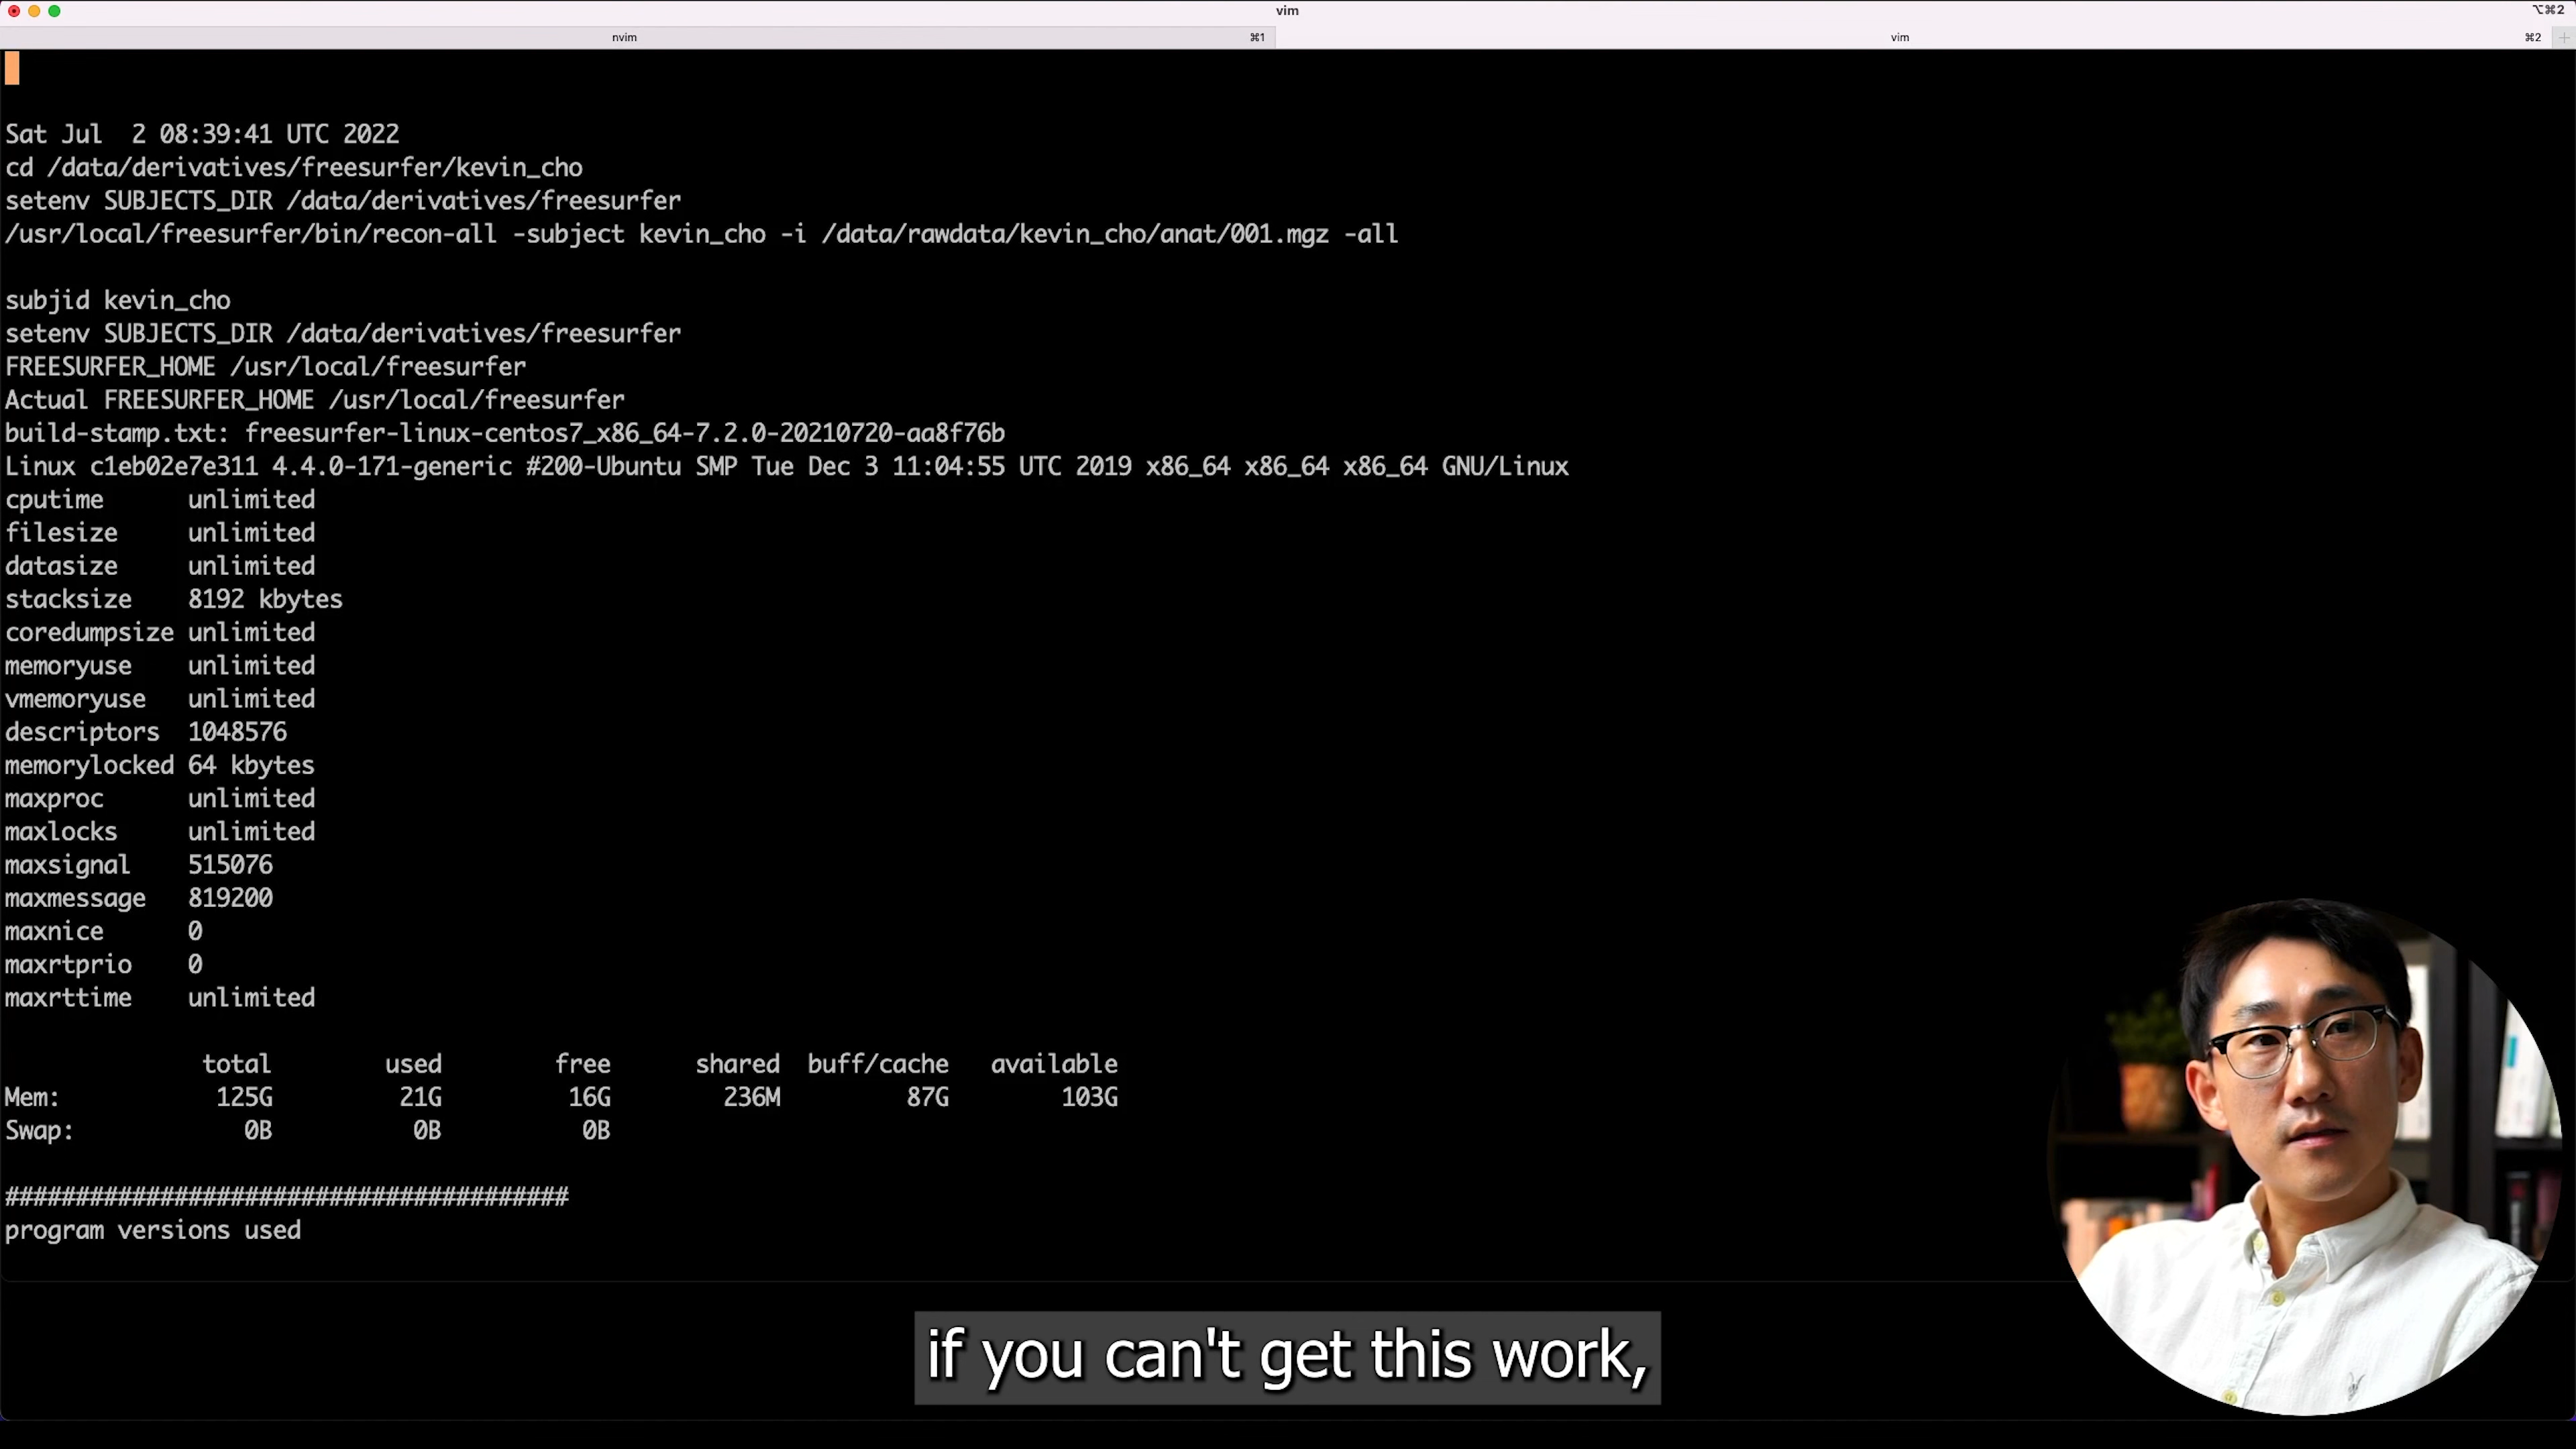 vim
⌥⌘2
nvim ⌘1
vim ⌘2
Sat Jul  2 08:39:41 UTC 2022
cd /data/derivatives/freesurfer/kevin_cho
setenv SUBJECTS_DIR /data/derivatives/freesurfer
/usr/local/freesurfer/bin/recon-all -subject kevin_cho -i /data/rawdata/kevin_cho/anat/001.mgz -all
subjid kevin_cho
setenv SUBJECTS_DIR /data/derivatives/freesurfer
FREESURFER_HOME /usr/local/freesurfer
Actual FREESURFER_HOME /usr/local/freesurfer
build-stamp.txt: freesurfer-linux-centos7_x86_64-7.2.0-20210720-aa8f76b
Linux c1eb02e7e311 4.4.0-171-generic #200-Ubuntu SMP Tue Dec 3 11:04:55 UTC 2019 x86_64 x86_64 x86_64 GNU/Linux
cputime      unlimited
filesize     unlimited
datasize     unlimited
stacksize    8192 kbytes
coredumpsize unlimited
memoryuse    unlimited
vmemoryuse   unlimited
descriptors  1048576
memorylocked 64 kbytes
maxproc      unlimited
maxlocks     unlimited
maxsignal    515076
maxmessage   819200
maxnice      0
maxrtprio    0
maxrttime    unlimited
total        used        free      shared  buff/cache   available
Mem:           125G         21G         16G        236M         87G        103G
Swap:            0B          0B          0B
########################################
program versions used
if you can't get this work,